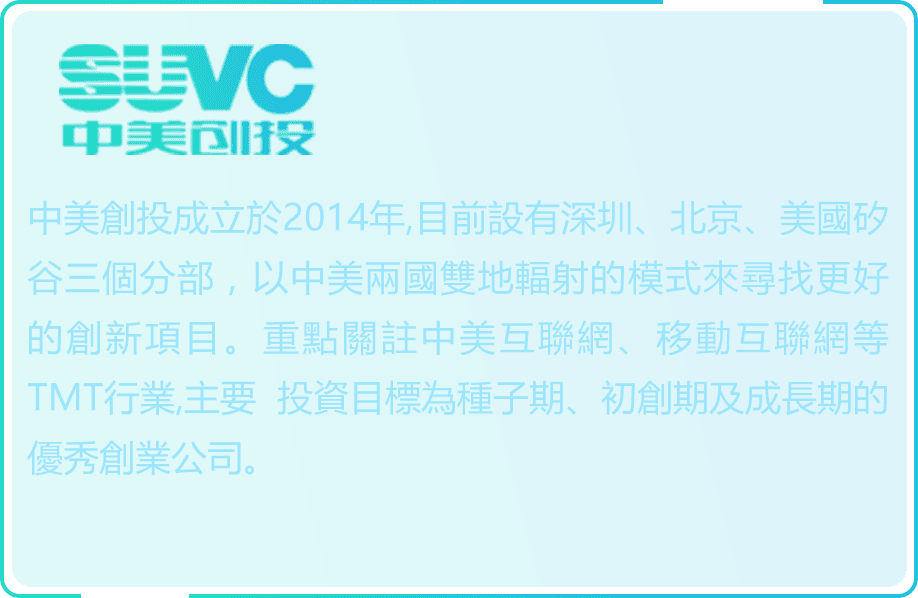 SUVC
中美创投
中美創投成立於2014年,目前設有深圳、北京、美國矽
谷三個分部，以中美兩國雙地輻射的模式來尋找更好
的創新項目。重點關註中美互聯網、移動互聯網等
TMT行業,主要 投資目標為種子期、初創期及成長期的
優秀創業公司。